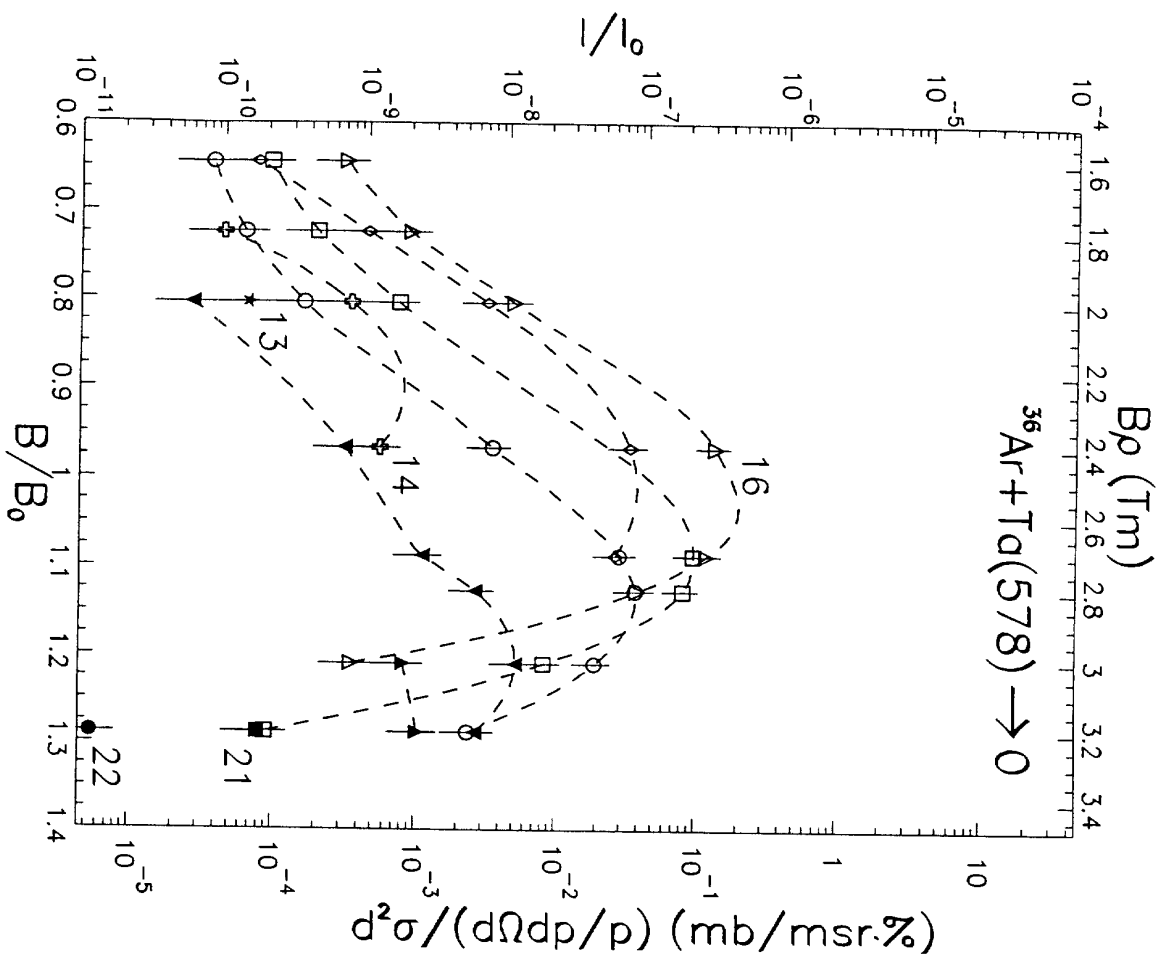 Bρ (Tm)
1.6 1.8 2 2.2 2.4 2.6 2.8 3 3.2 3.4
I/I₀
10⁻⁴
10⁻⁵
10⁻⁶
10⁻⁷
10⁻⁸
10⁻⁹
10⁻¹⁰
10⁻¹¹
³⁶Ar+Ta(578)→O
16
13
14
21
22
10
1
10⁻¹
10⁻²
10⁻³
10⁻⁴
10⁻⁵
d²σ/(dΩdp/p) (mb/msr·%)
0.6 0.7 0.8 0.9 1 1.1 1.2 1.3 1.4
B/B₀